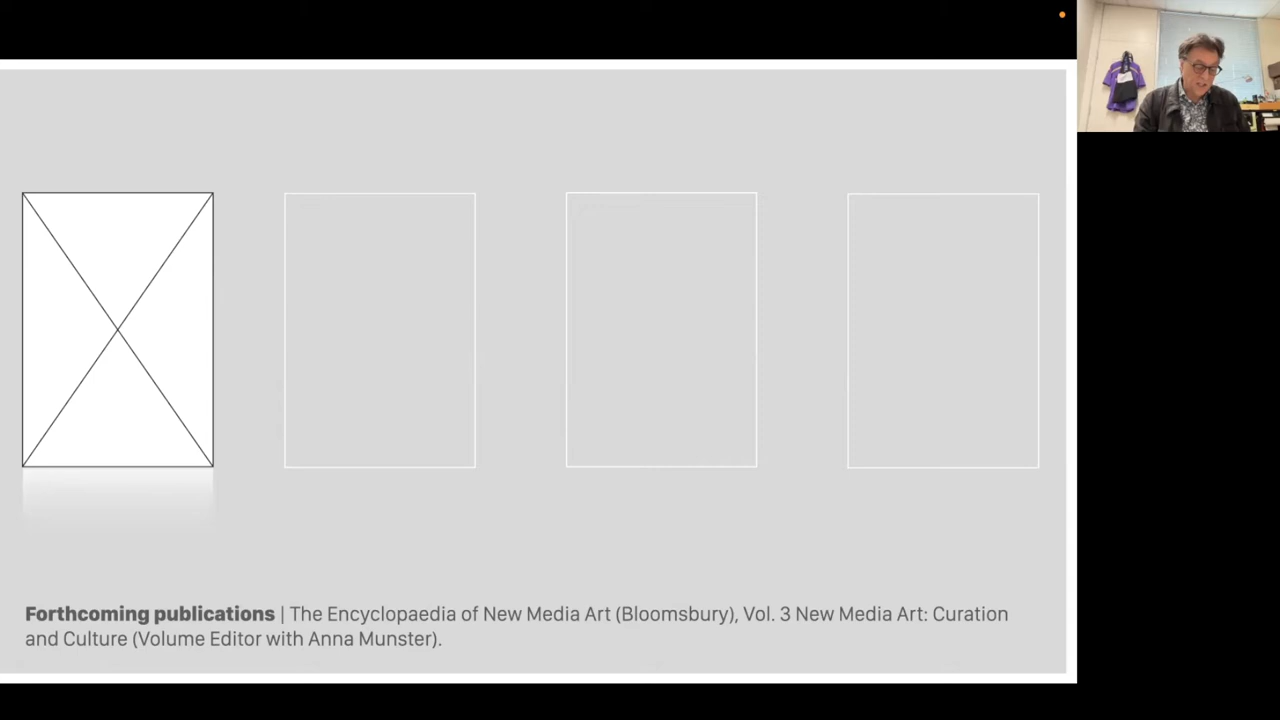 Forthcoming publications | The Encyclopaedia of New Media Art (Bloomsbury), Vol. 3 New Media Art: Curation
and Culture (Volume Editor with Anna Munster).